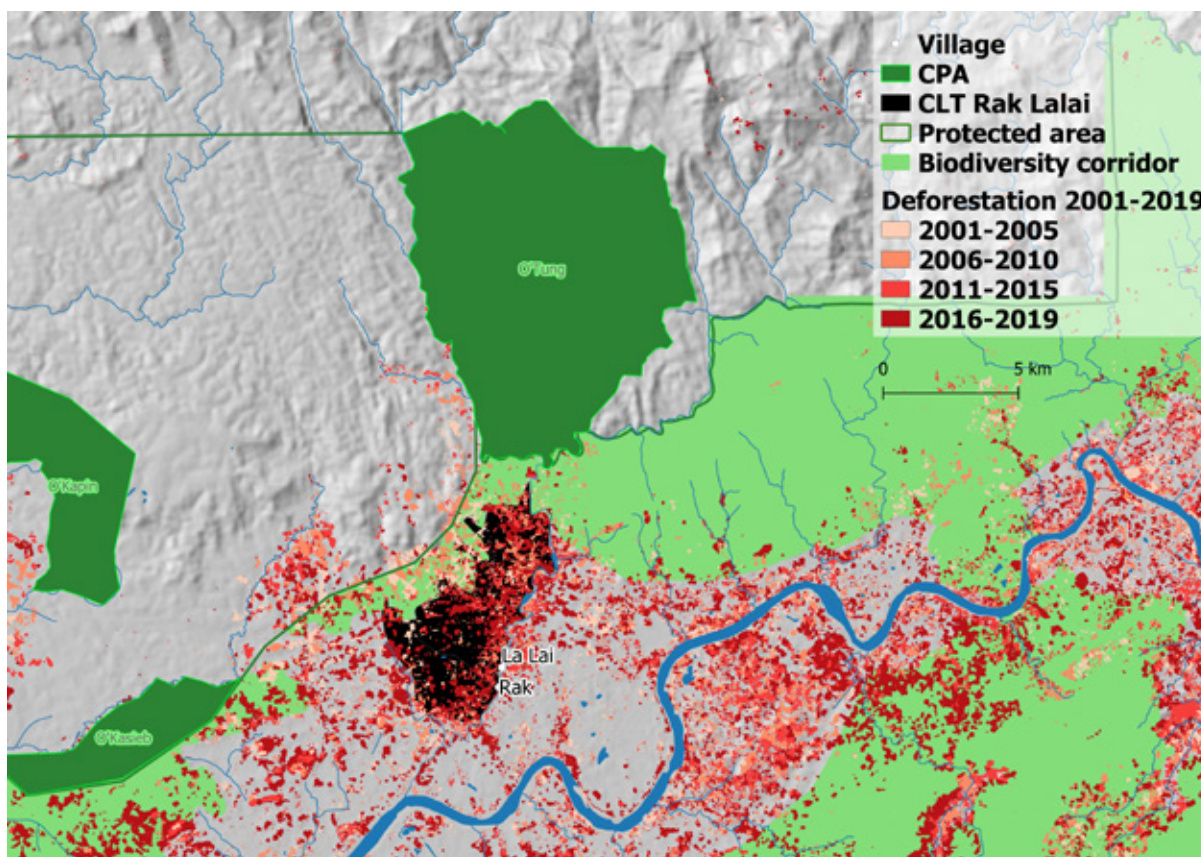 Village
CPA
CLT Rak Lalai
Protected area
Biodiversity corridor
Deforestation 2001-2019
2001-2005
2006-2010
2011-2015
2016-2019
0 5 km
O'Tung
O'Kapin
La Lai
Rak
O'Kasieb